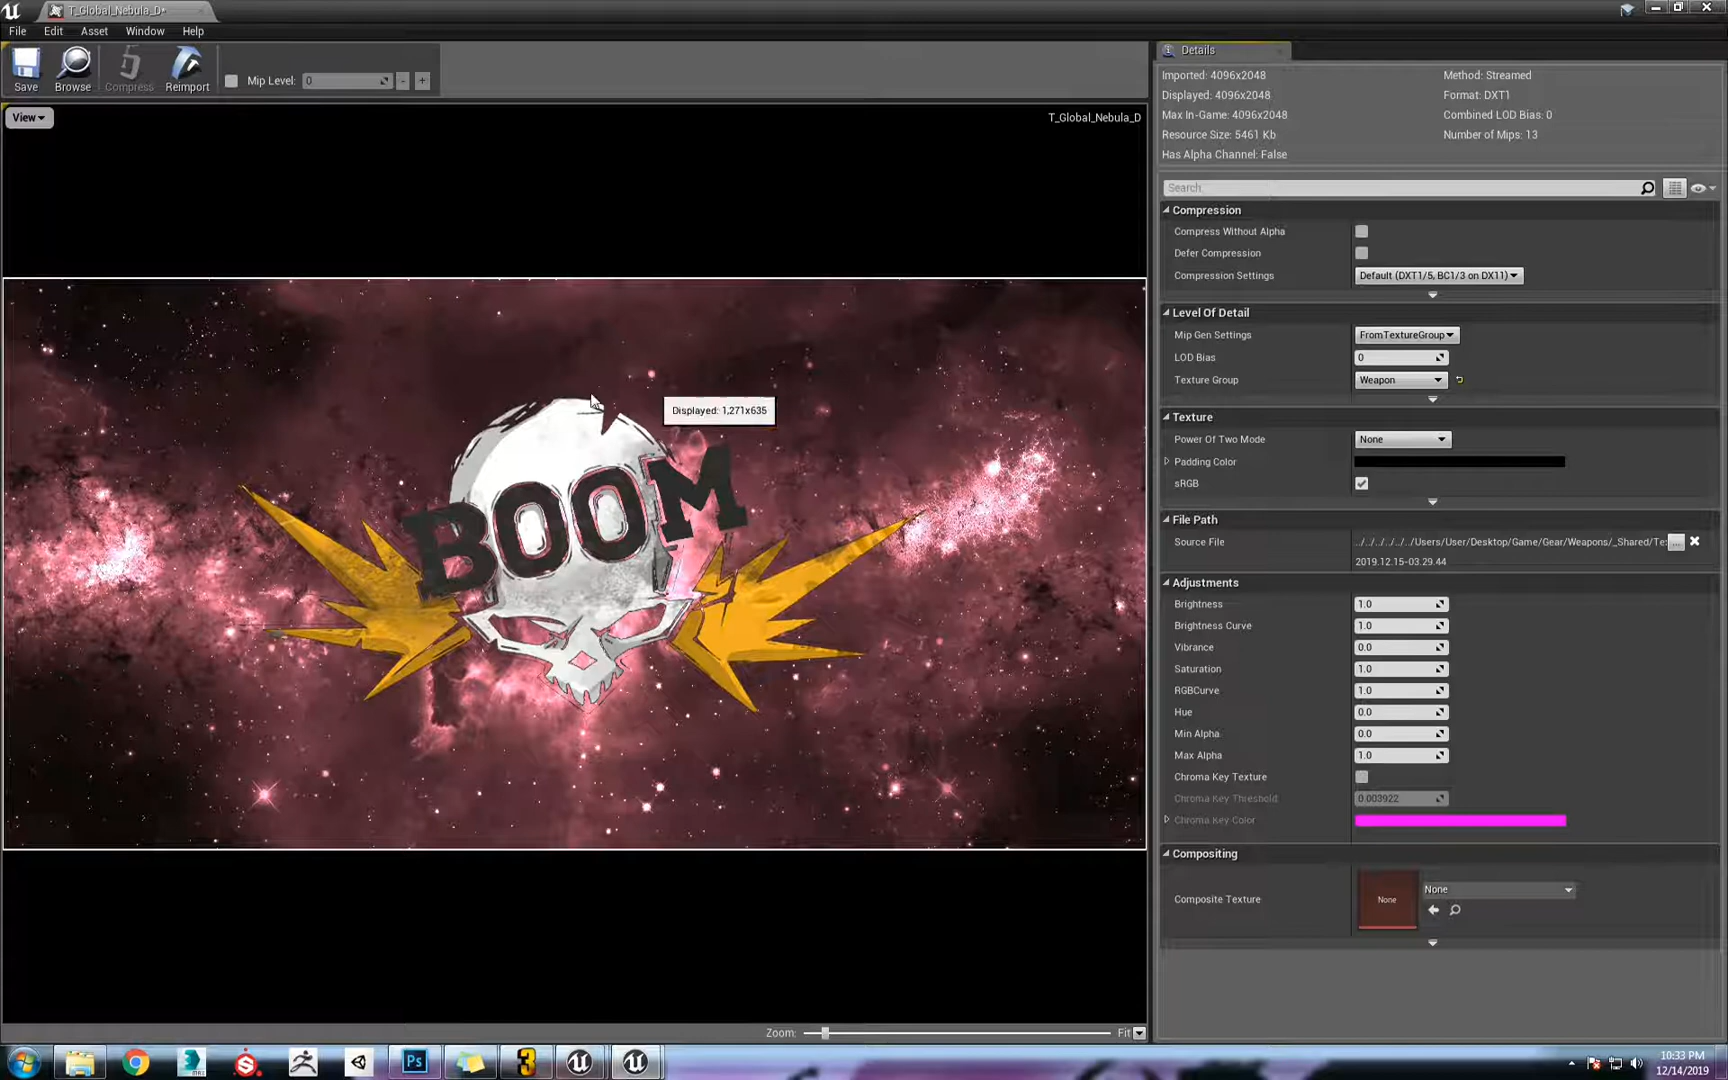 T_Global_Nebula_D*
File Edit Asset Window Help
Save Browse Compress Reimport Mip Level: 0 - +
View T_Global_Nebula_D
Displayed: 1,271x635
BOOM
Zoom: Fit
Details
Imported: 4096x2048 Method: Streamed
Displayed: 4096x2048 Format: DXT1
Max In-Game: 4096x2048 Combined LOD Bias: 0
Resource Size: 5461 Kb Number of Mips: 13
Has Alpha Channel: False
Search
Compression
Compress Without Alpha
Defer Compression
Compression Settings Default (DXT1/5, BC1/3 on DX11)
Level Of Detail
Mip Gen Settings FromTextureGroup
LOD Bias 0
Texture Group Weapon
Texture
Power Of Two Mode None
Padding Color
sRGB
File Path
Source File ../../../../../../Users/User/Desktop/Game/Gear/Weapons/_Shared/Te: ...
2019.12.15-03.29.44
Adjustments
Brightness 1.0
Brightness Curve 1.0
Vibrance 0.0
Saturation 1.0
RGBCurve 1.0
Hue 0.0
Min Alpha 0.0
Max Alpha 1.0
Chroma Key Texture
Chroma Key Threshold 0.003922
Chroma Key Color
Compositing
Composite Texture None None
Ps 3
10:33 PM
12/14/2019